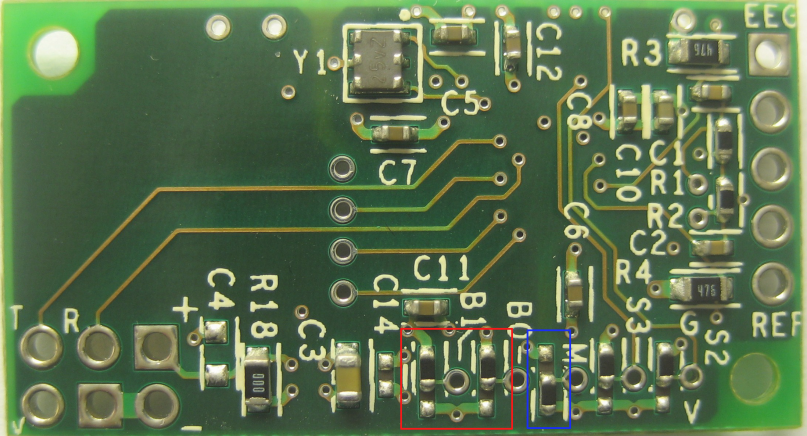 EEG
C12
R3
476
Y1
C5
C8
C7
C1
C10
R1
R2
C6
C2
C11
R4
476
C4
R18
C14
B1
BC
S3
G
S2
REF
T
R
+
C3
000
M
V
-